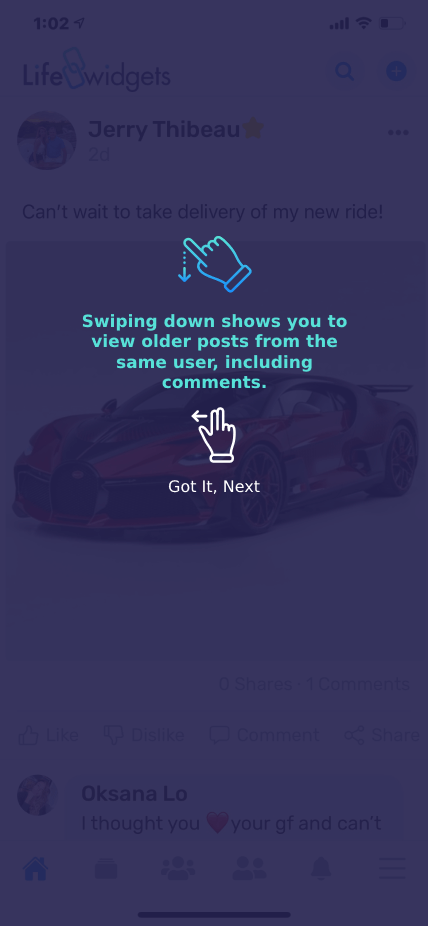 1:02
Life widgets
Jerry Thibeau
2d
Can't wait to take delivery of my new ride!
Swiping down shows you to
view older posts from the
same user, including
comments.
Got It, Next
0 Shares · 1 Comments
Like Dislike Comment Share
Oksana Lo
I thought you ❤️ your gf and can't